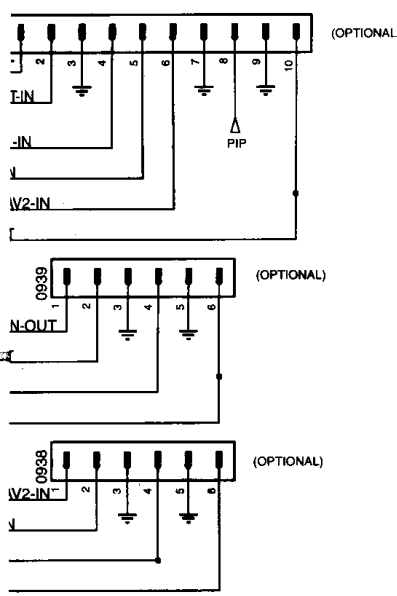 (OPTIONAL
2 3 4 5 6 7 8 9 10
T-IN
-IN
PIP
V2-IN
0939
(OPTIONAL)
1 2 3 4 5 6
N-OUT
0938
(OPTIONAL)
1 2 3 4 5 6
V2-IN
N